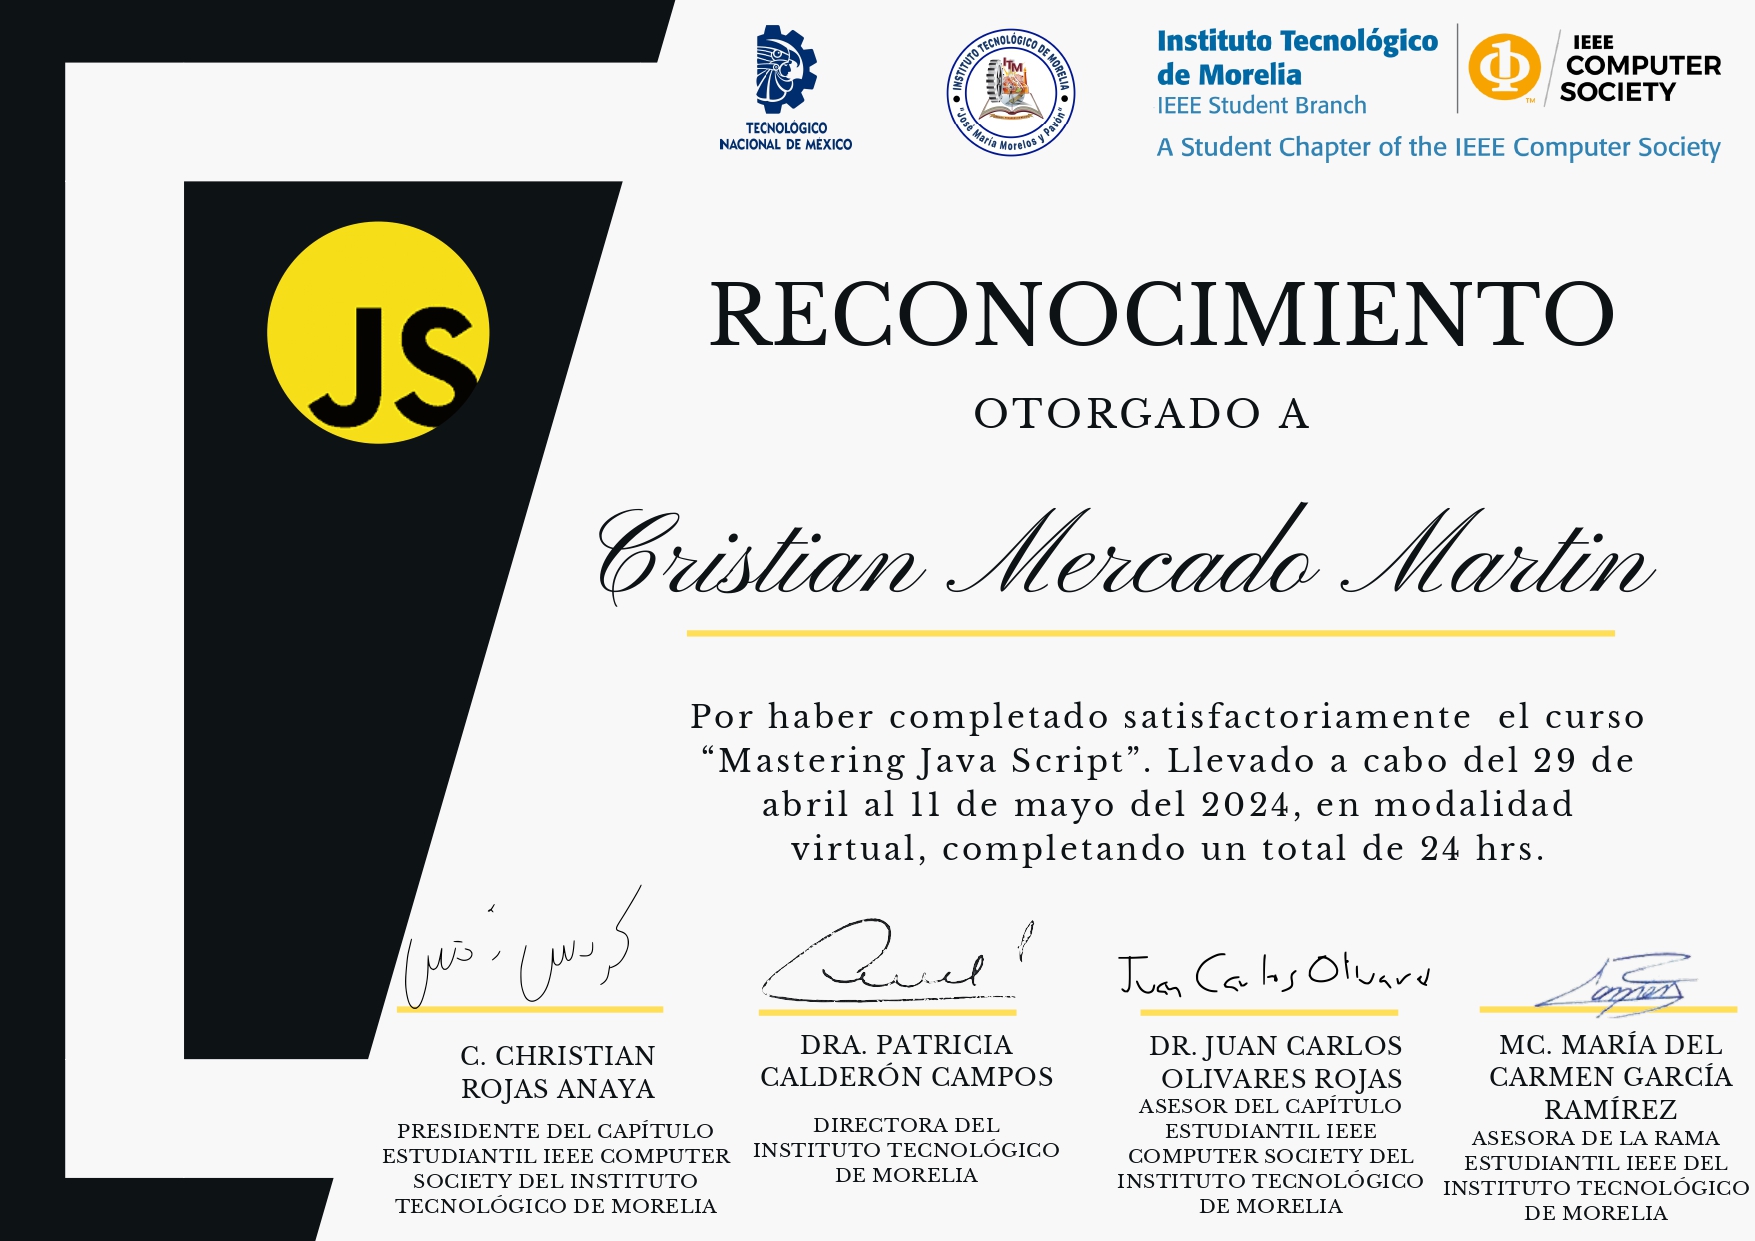 TECNOLÓGICO
NACIONAL DE MÉXICO
INSTITUTO TECNOLÓGICO DE MORELIA
ITM
"José María Morelos y Pavón"
Instituto Tecnológico
de Morelia
IEEE Student Branch
IEEE
COMPUTER
SOCIETY
TM
A Student Chapter of the IEEE Computer Society
JS
RECONOCIMIENTO
OTORGADO A
Cristian Mercado Martin
Por haber completado satisfactoriamente el curso
“Mastering Java Script”. Llevado a cabo del 29 de
abril al 11 de mayo del 2024, en modalidad
virtual, completando un total de 24 hrs.
Juan Carlos Olivares
C. CHRISTIAN
ROJAS ANAYA
PRESIDENTE DEL CAPÍTULO
ESTUDIANTIL IEEE COMPUTER
SOCIETY DEL INSTITUTO
TECNOLÓGICO DE MORELIA
DRA. PATRICIA
CALDERÓN CAMPOS
DIRECTORA DEL
INSTITUTO TECNOLÓGICO
DE MORELIA
DR. JUAN CARLOS
OLIVARES ROJAS
ASESOR DEL CAPÍTULO
ESTUDIANTIL IEEE
COMPUTER SOCIETY DEL
INSTITUTO TECNOLÓGICO
DE MORELIA
MC. MARÍA DEL
CARMEN GARCÍA
RAMÍREZ
ASESORA DE LA RAMA
ESTUDIANTIL IEEE DEL
INSTITUTO TECNOLÓGICO
DE MORELIA